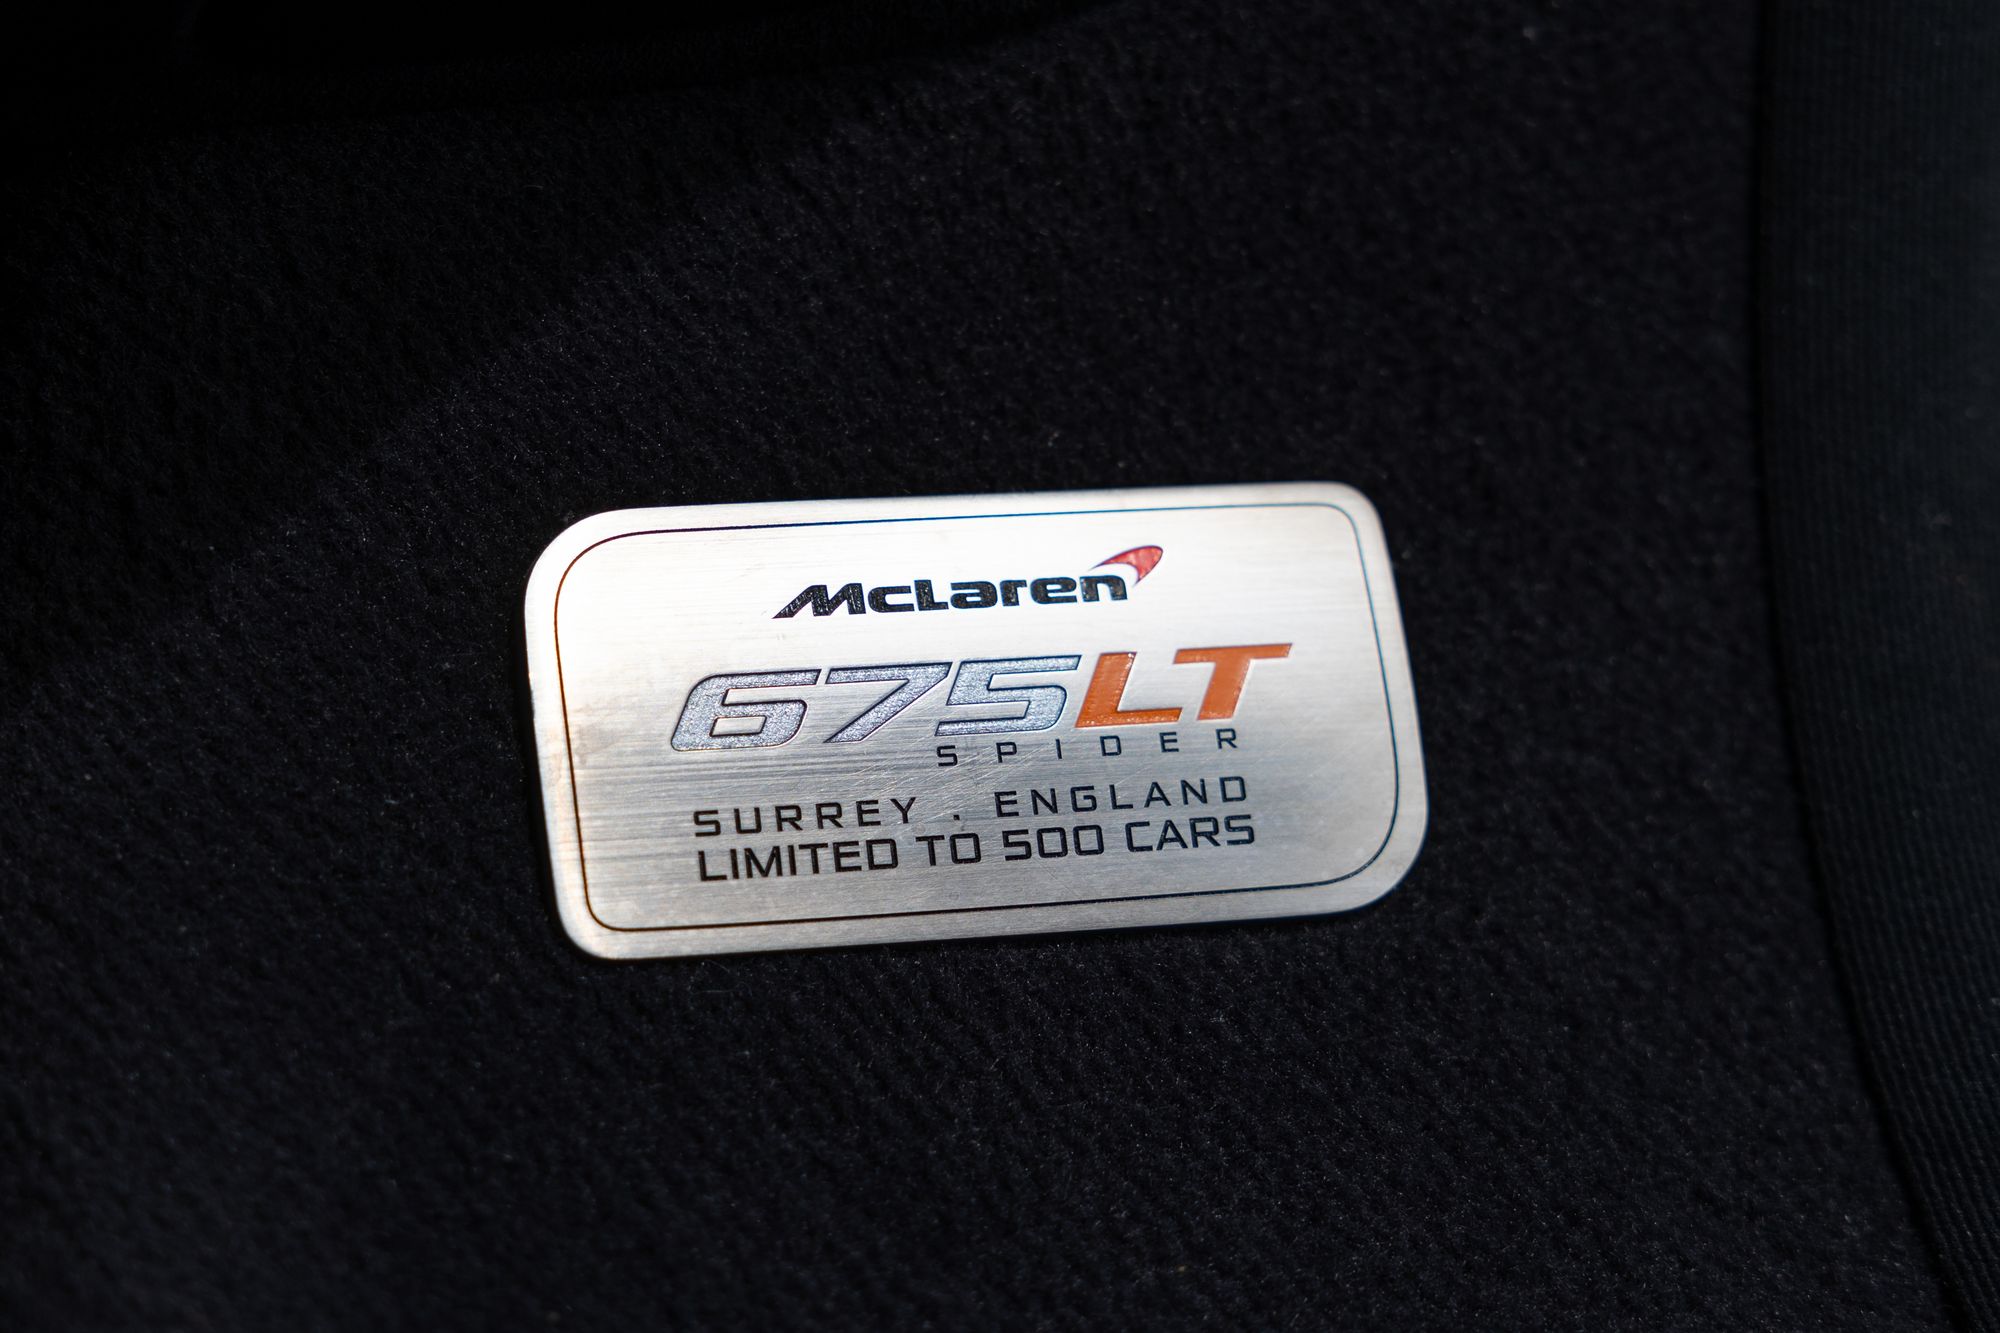 McLaren
675LT
SPIDER
SURREY . ENGLAND
LIMITED TO 500 CARS